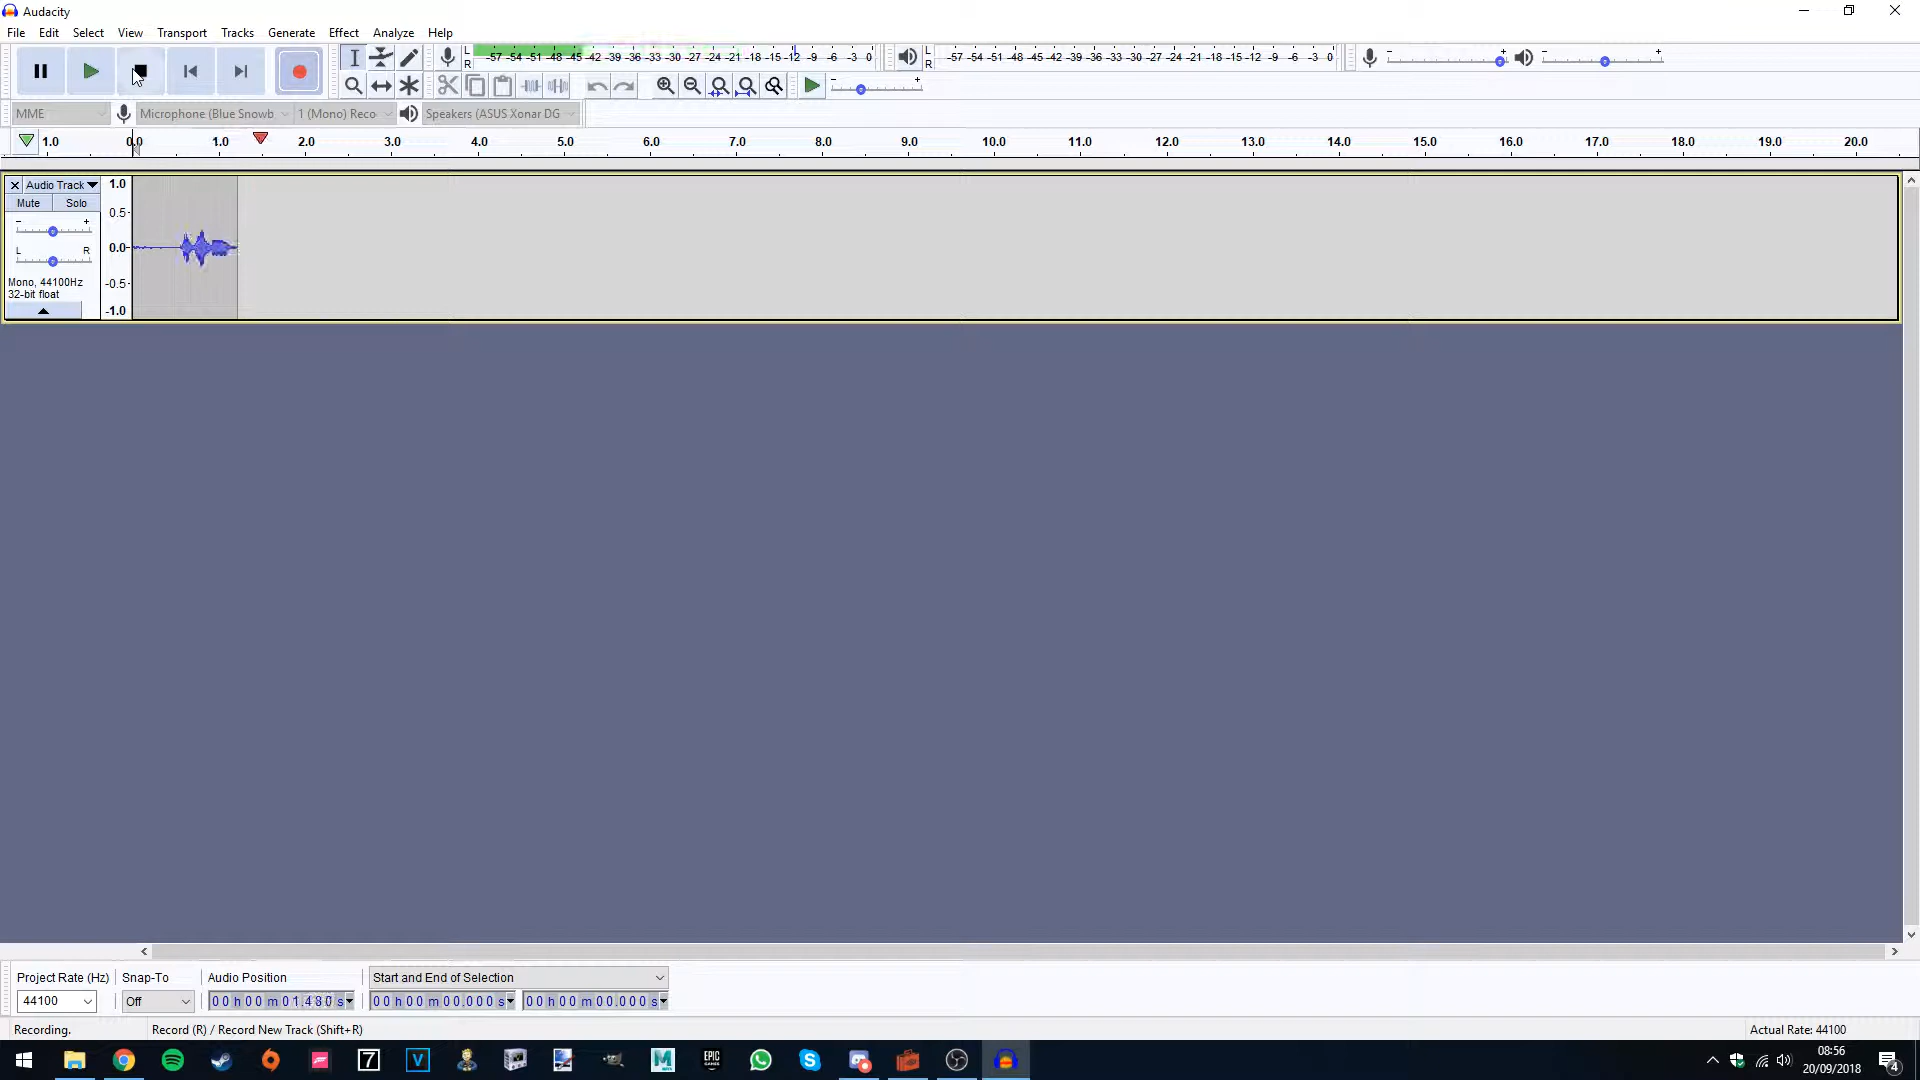 Audacity
File Edit Select View Transport Tracks Generate Effect Analyze Help
L
R
-57 -54 -51 -48 -45 -42 -39 -36 -33 -30 -27 -24 -21 -18 -15 -12 -9 -6 -3 0
L
R
-57 -54 -51 -48 -45 -42 -39 -36 -33 -30 -27 -24 -21 -18 -15 -12 -9 -6 -3 0
- +
- +
- +
MME
Microphone (Blue Snowb
1 (Mono) Reco
Speakers (ASUS Xonar DG
1.0 0.0 1.0 2.0 3.0 4.0 5.0 6.0 7.0 8.0 9.0 10.0 11.0 12.0 13.0 14.0 15.0 16.0 17.0 18.0 19.0 20.0
Audio Track
Mute Solo
- +
L R
Mono, 44100Hz
32-bit float
1.0
0.5
0.0
-0.5
-1.0
Project Rate (Hz) Snap-To Audio Position Start and End of Selection
44100 Off 00 h 00 m 01.480 s 00 h 00 m 00.000 s 00 h 00 m 00.000 s
Recording. Record (R) / Record New Track (Shift+R) Actual Rate: 44100
7
V
M
EPIC
GAMES
S
08:56
20/09/2018
4